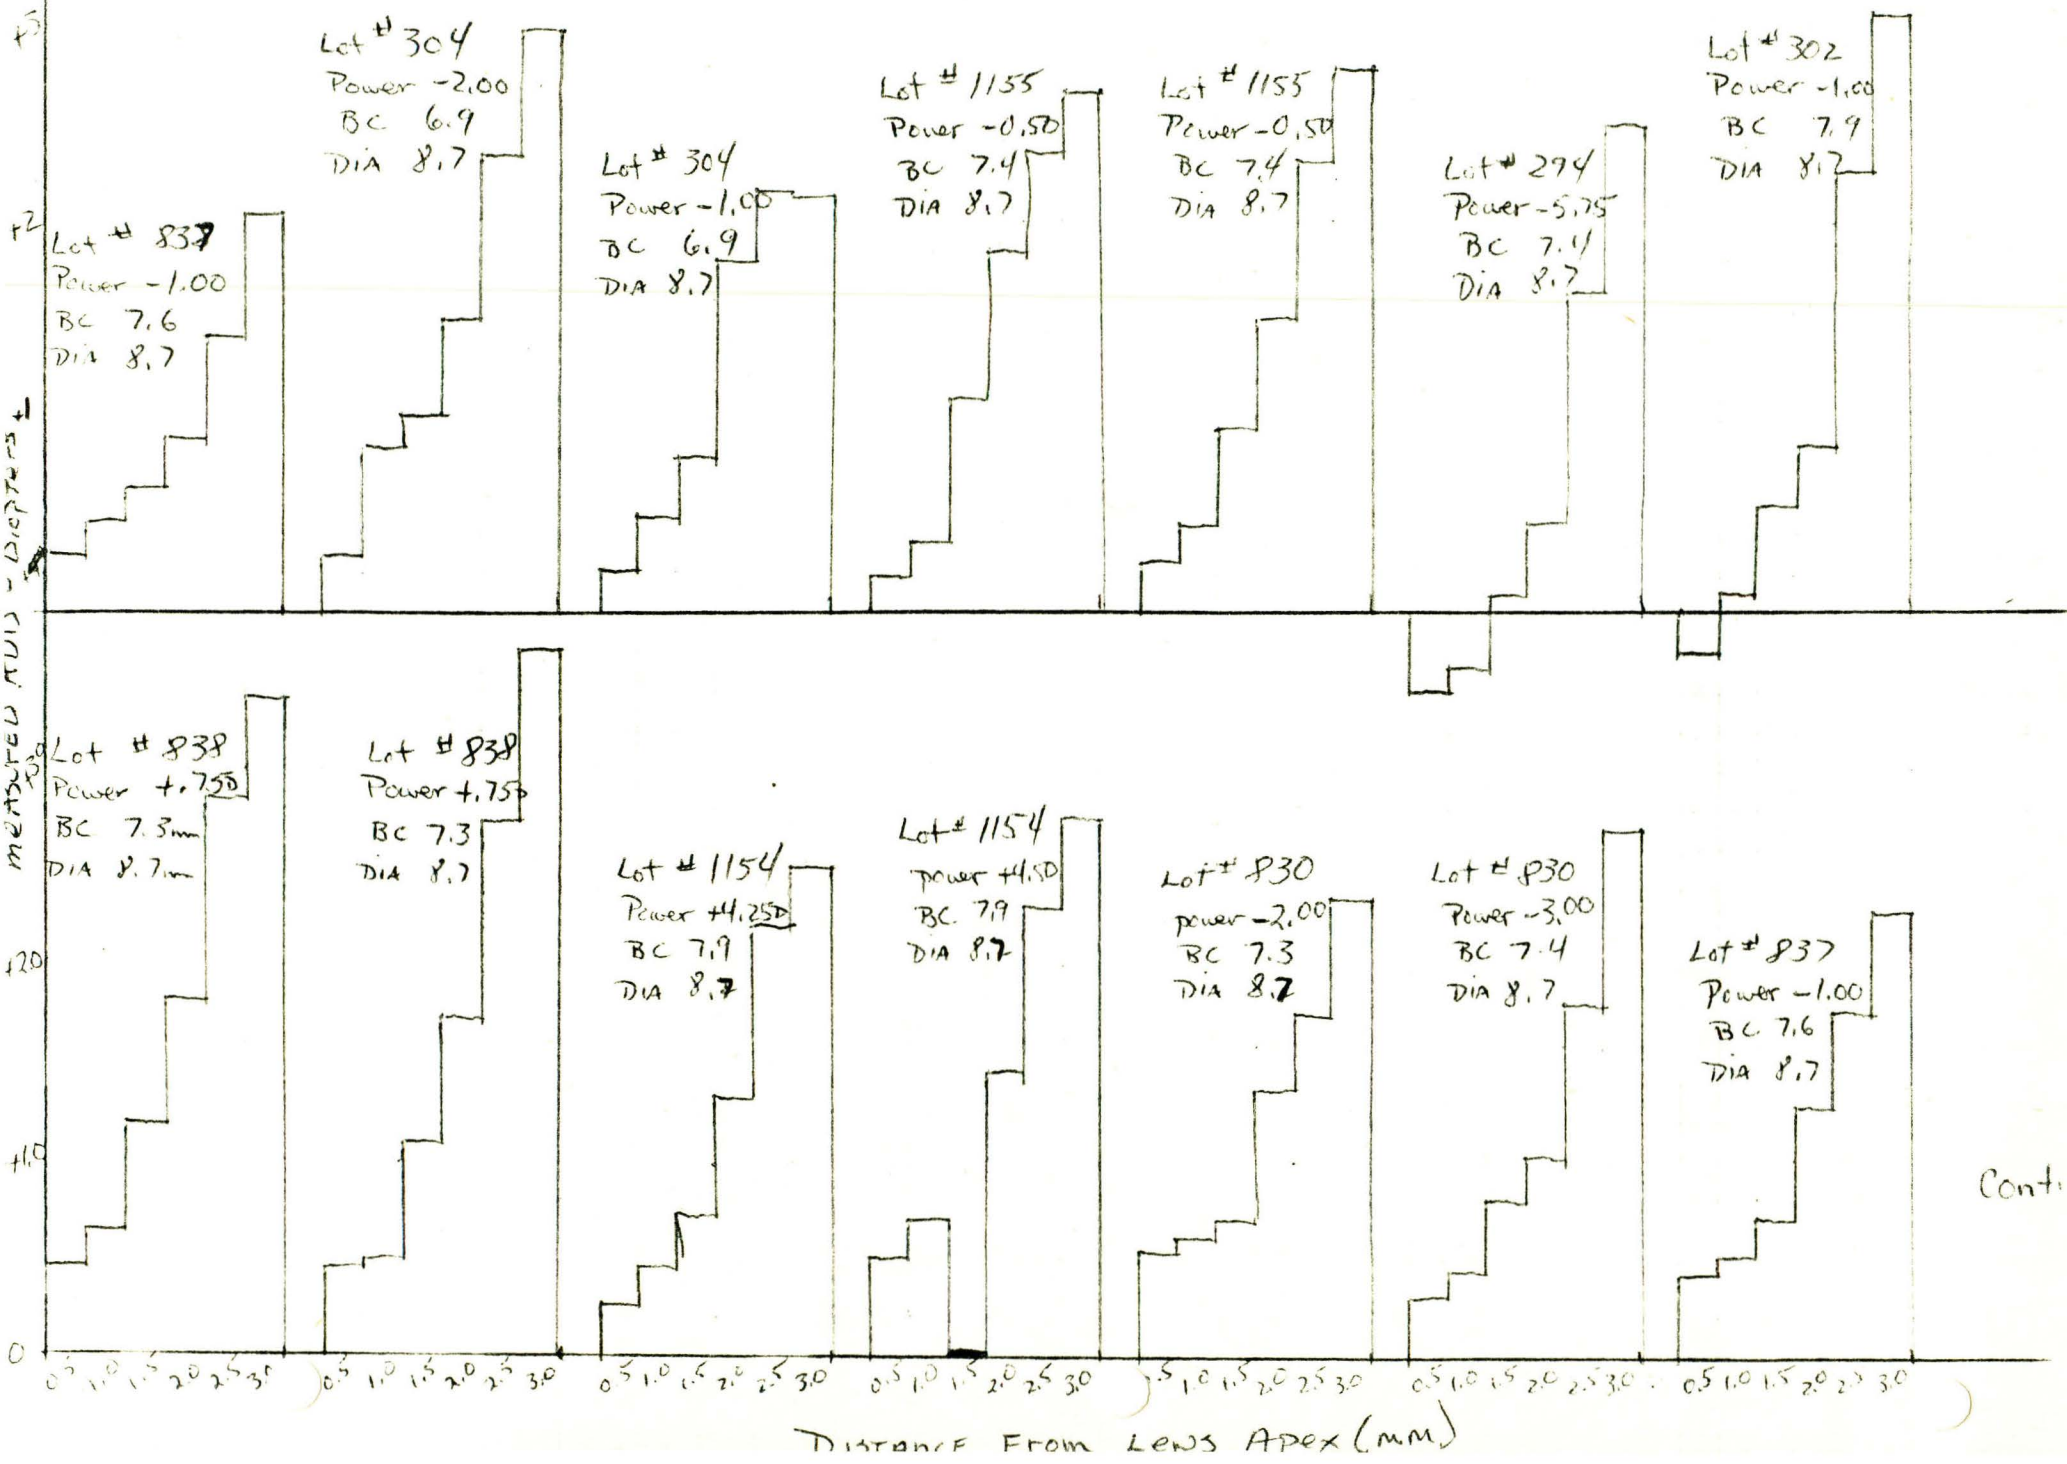 +5
Lot # 304
Power -2.00
BC 6.9
DIA 8.7
Lot # 1155
Power -0.50
BC 7.4
DIA 8.7
Lot # 1155
Power -0.50
BC 7.4
DIA 8.7
Lot # 302
Power -1.00
BC 7.9
DIA 8.7
Lot # 304
Power -1.00
BC 6.9
DIA 8.7
Lot # 294
Power -5.75
BC 7.4
DIA 8.7
+2
Lot # 837
Power -1.00
BC 7.6
DIA 8.7
+1
measured ADD - Diopters
Lot # 838
Power +.75D
BC 7.3mm
DIA 8.7mm
Lot # 838
Power +.75D
BC 7.3
DIA 8.7
Lot # 1154
Power +4.25D
BC 7.9
DIA 8.7
Lot # 1154
power +4.50
BC 7.9
DIA 8.7
Lot # 830
power -2.00
BC 7.3
DIA 8.7
Lot # 830
Power -3.00
BC 7.4
DIA 8.7
Lot # 837
Power -1.00
BC 7.6
DIA 8.7
+2.0
+1.0
Cont.
0
0.5 1.0 1.5 2.0 2.5 3.0
0.5 1.0 1.5 2.0 2.5 3.0
0.5 1.0 1.5 2.0 2.5 3.0
0.5 1.0 1.5 2.0 2.5 3.0
.5 1.0 1.5 2.0 2.5 3.0
0.5 1.0 1.5 2.0 2.5 3.0
0.5 1.0 1.5 2.0 2.5 3.0
Distance From Lens Apex (mm)